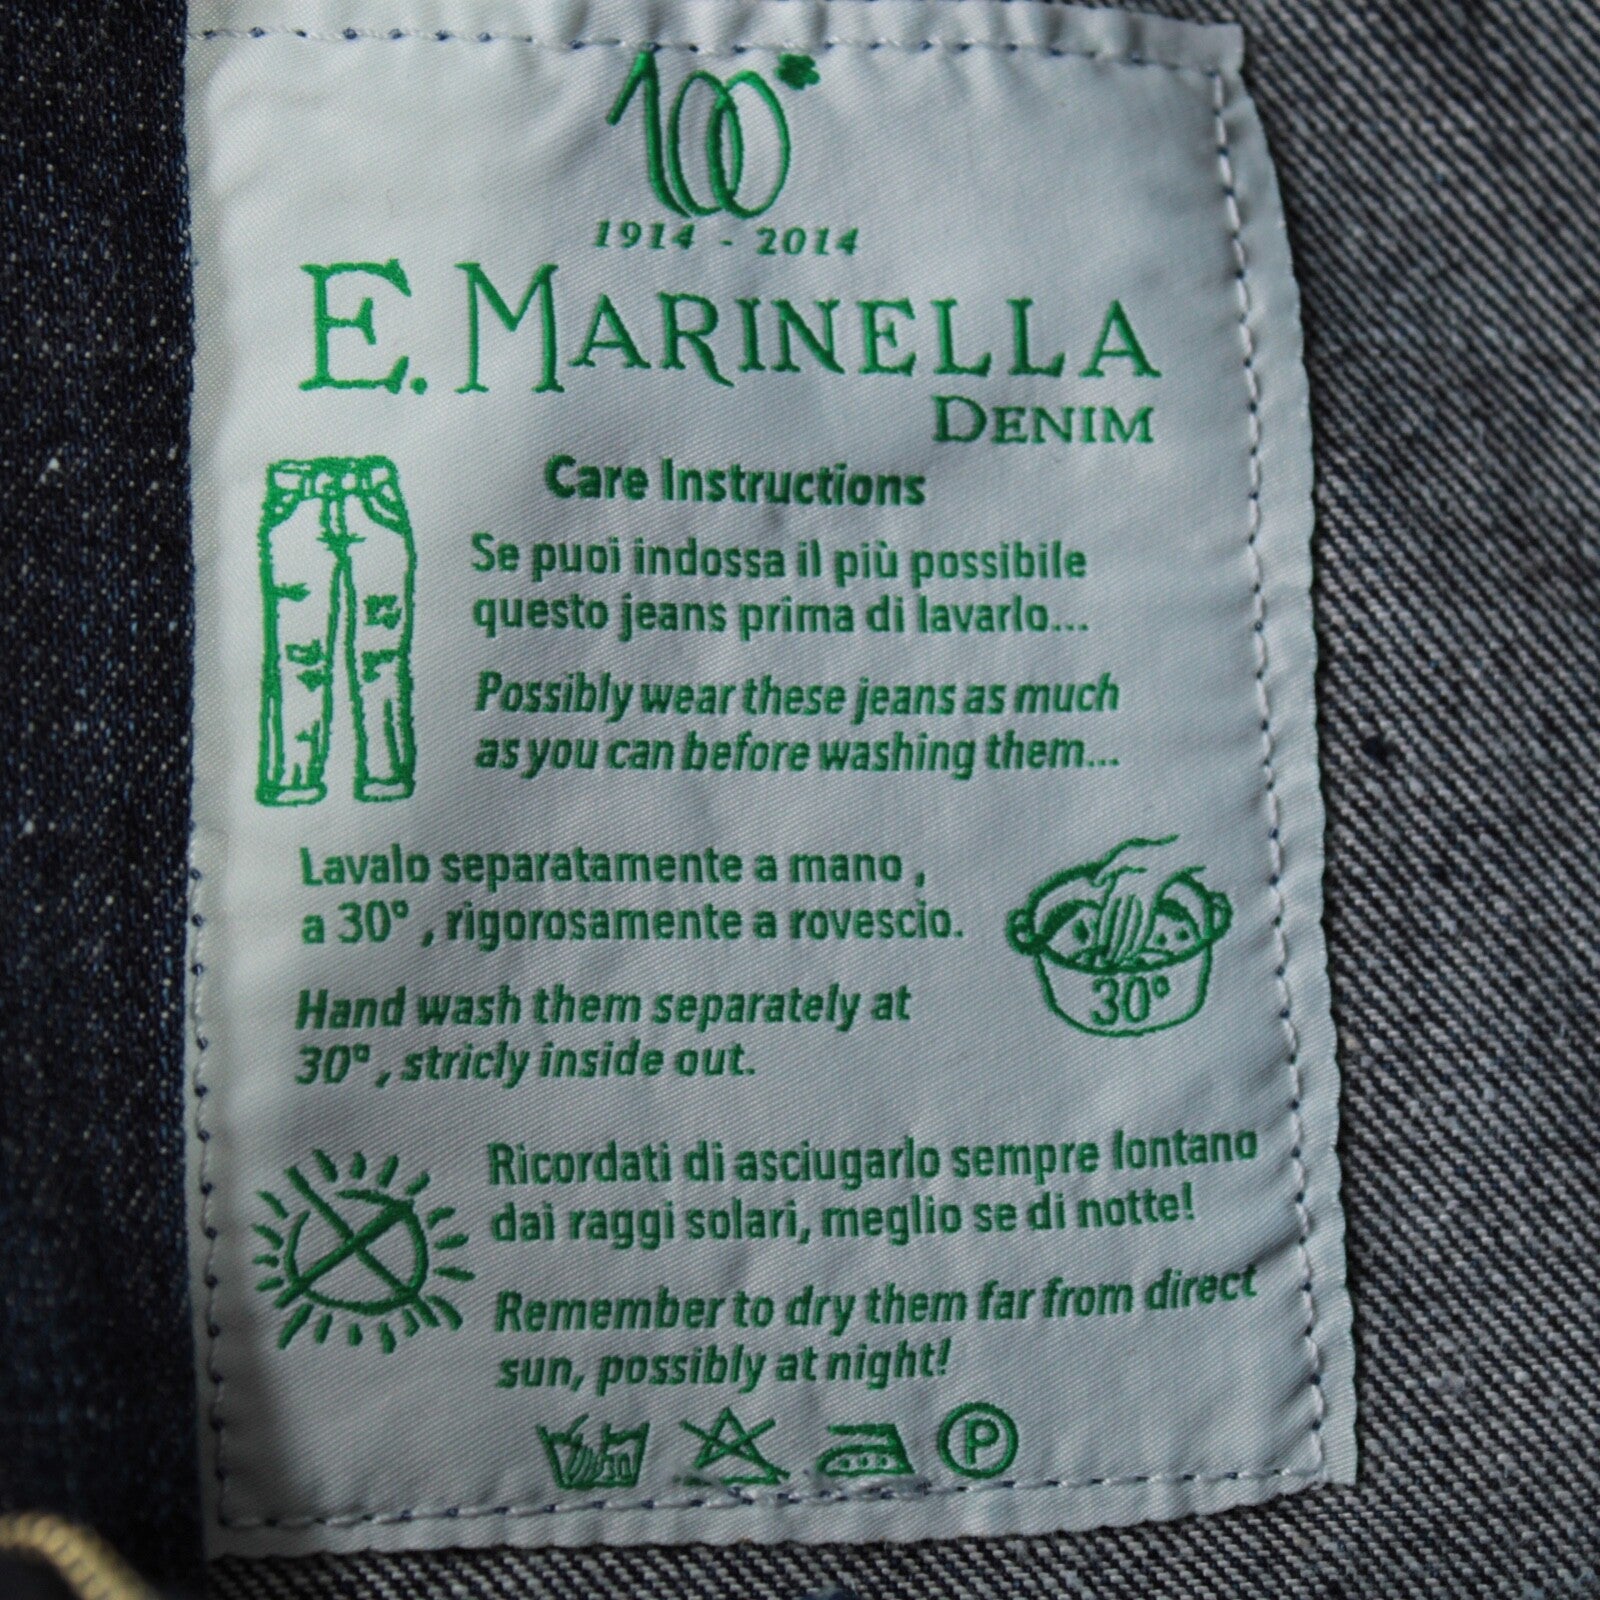 100
1914 - 2014
E. MARINELLA
DENIM
Care Instructions
Se puoi indossa il più possibile
questo jeans prima di lavarlo...
Possibly wear these jeans as much
as you can before washing them...
Lavalo separatamente a mano ,
a 30° , rigorosamente a rovescio.
30°
Hand wash them separately at
30° , stricly inside out.
Ricordati di asciugarlo sempre lontano
dai raggi solari, meglio se di notte!
Remember to dry them far from direct
sun, possibly at night!
P